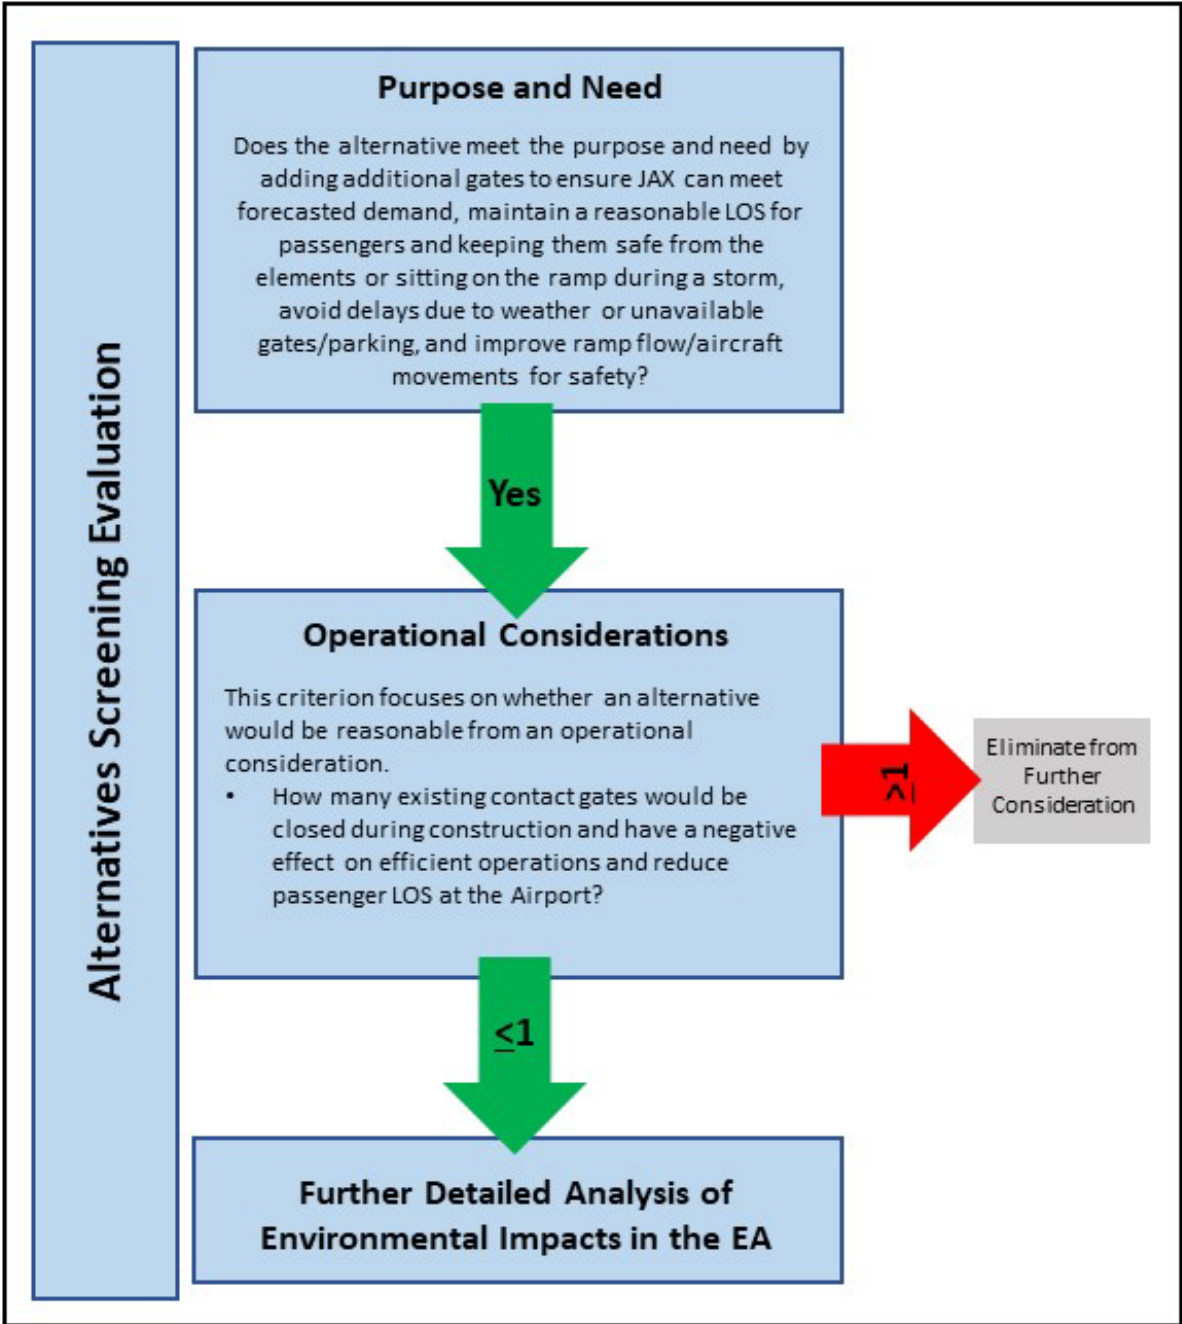 Alternatives Screening Evaluation
Purpose and Need
Does the alternative meet the purpose and need by
adding additional gates to ensure JAX can meet
forecasted demand, maintain a reasonable LOS for
passengers and keeping them safe from the
elements or sitting on the ramp during a storm,
avoid delays due to weather or unavailable
gates/parking, and improve ramp flow/aircraft
movements for safety?
Yes
Operational Considerations
This criterion focuses on whether an alternative
would be reasonable from an operational
consideration.
• How many existing contact gates would be
closed during construction and have a negative
effect on efficient operations and reduce
passenger LOS at the Airport?
≥1
Eliminate from
Further
Consideration
≤1
Further Detailed Analysis of
Environmental Impacts in the EA